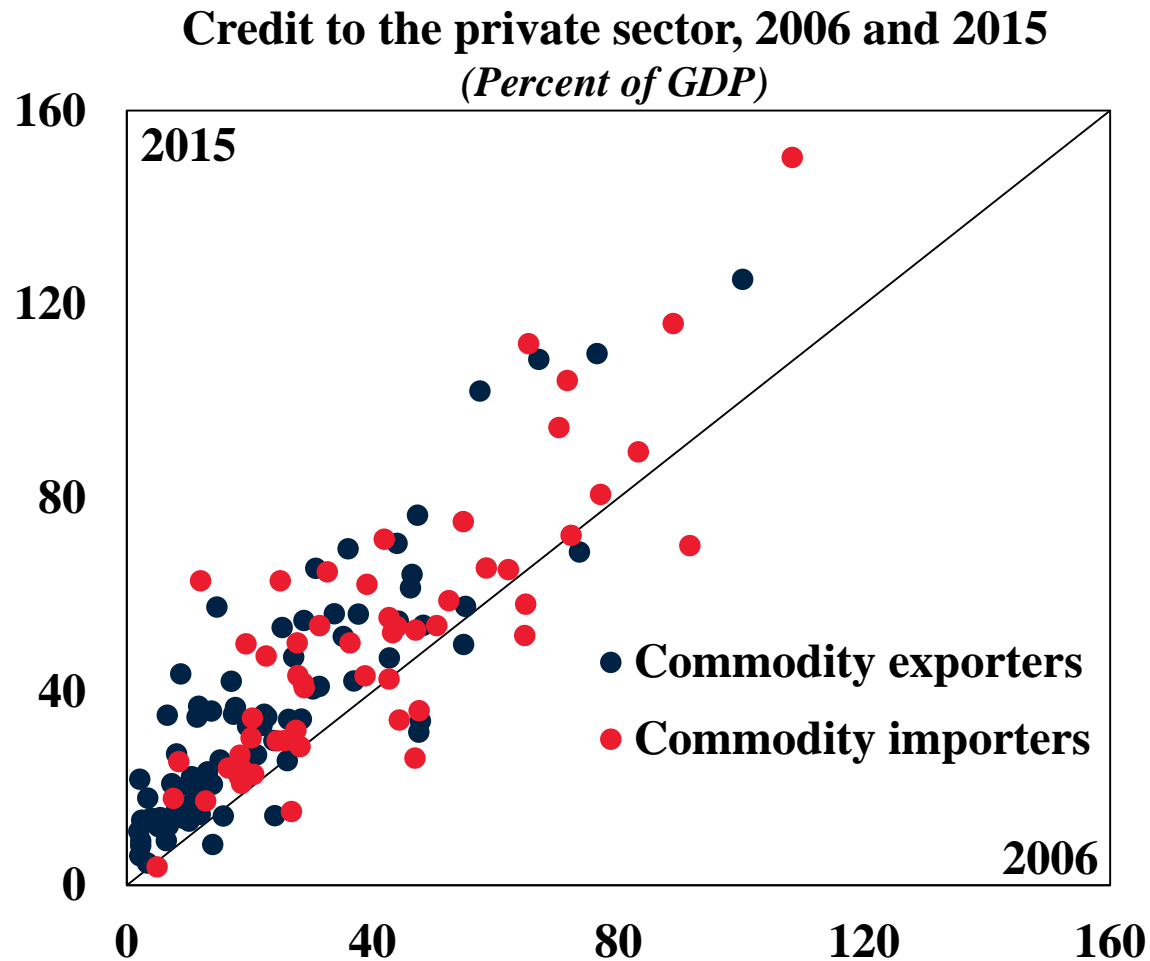 Credit to the private sector, 2006 and 2015
(Percent of GDP)
160
2015
120
80
Commodity exporters
40
Commodity importers
2006
0
0 40 80 120 160